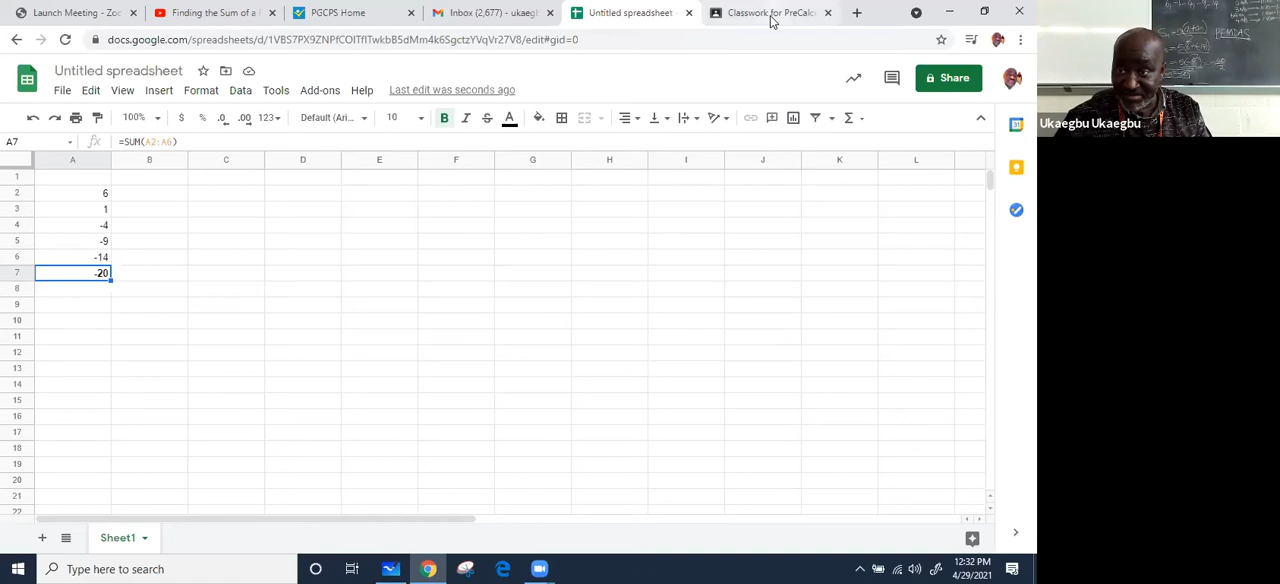 Launch Meeting - Zoo
Finding the Sum of a
PGCPS Home
Inbox (2,677) - ukaegb
Untitled spreadsheet
Classwork for PreCalc
docs.google.com/spreadsheets/d/1VBS7PX9ZNPfCOITfITwkbB5dMm4k6SgctzYVqVr27V8/edit#gid=0
Untitled spreadsheet
File Edit View Insert Format Data Tools Add-ons Help Last edit was seconds ago
Share
100% $ % .0 .00 123 Default (Ari... 10 B I S A
A7 fx =SUM(A2:A6)
A B C D E F G H I J K L
1
2 6
3 1
4 -4
5 -9
6 -14
7 -20
8
9
10
11
12
13
14
15
16
17
18
19
20
21
22
Sheet1
Type here to search
12:32 PM
4/29/2021
PEMDAS
Ukaegbu Ukaegbu